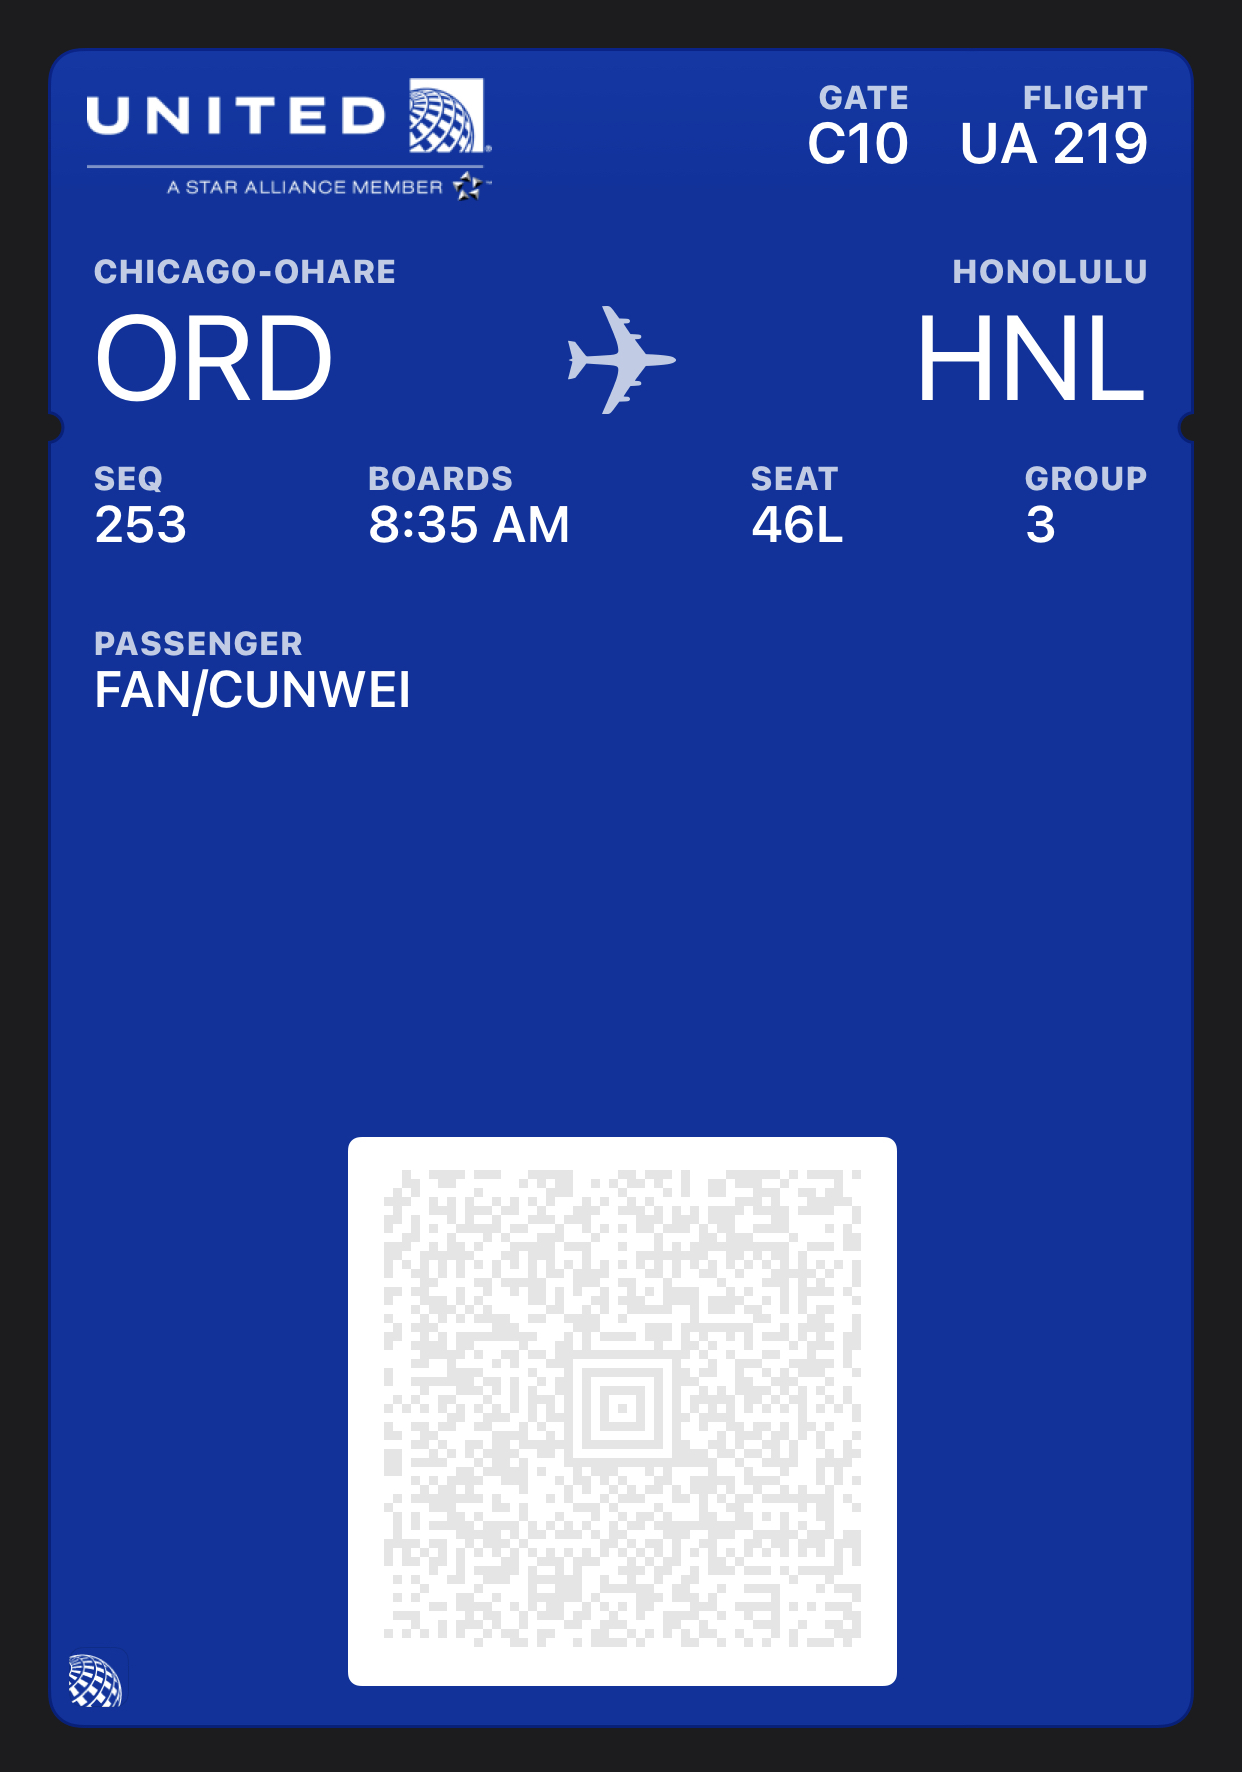 UNITED
A STAR ALLIANCE MEMBER
GATE FLIGHT
C10 UA 219
CHICAGO-OHARE HONOLULU
ORD HNL
SEQ BOARDS SEAT GROUP
253 8:35 AM 46L 3
PASSENGER
FAN/CUNWEI